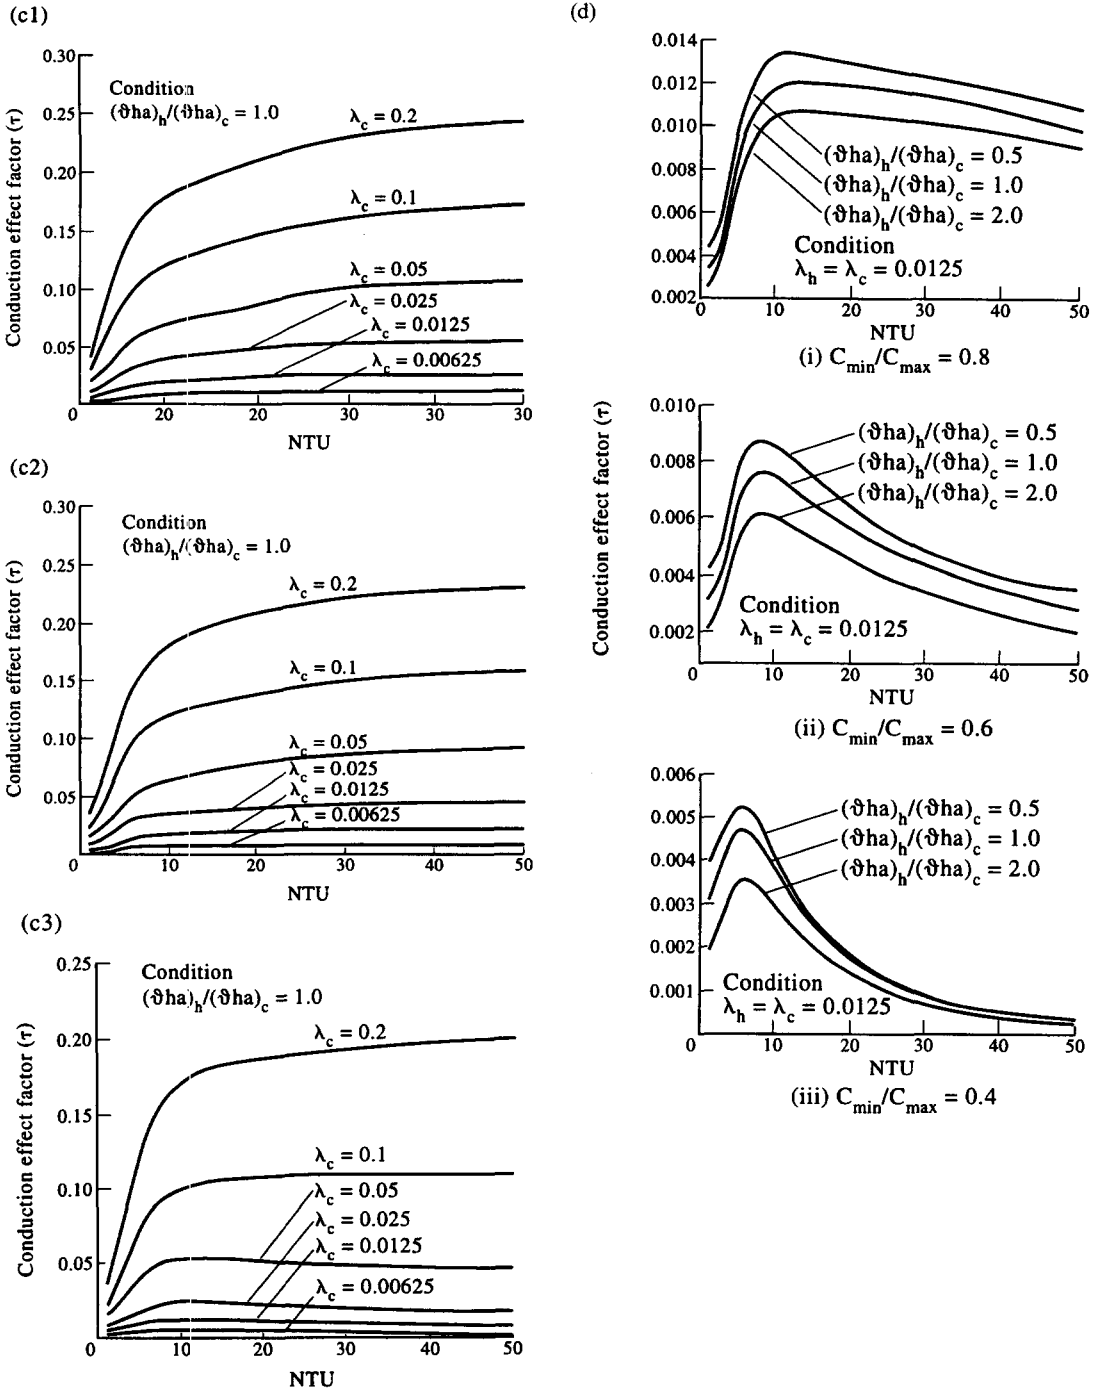 (c1)
0.30
0.25
0.20
0.15
0.10
0.05
Conduction effect factor (τ)
Condition
(ϑha)h/(ϑha)c = 1.0
λc = 0.2
λc = 0.1
λc = 0.05
λc = 0.025
λc = 0.0125
λc = 0.00625
0 20 20 30 30 30
NTU
(c2)
0.30
0.25
0.20
0.15
0.10
0.05
Conduction effect factor (τ)
Condition
(ϑha)h/(ϑha)c = 1.0
λc = 0.2
λc = 0.1
λc = 0.05
λc = 0.025
λc = 0.0125
λc = 0.00625
0 10 20 30 40 50
NTU
(c3)
0.25
0.20
0.15
0.10
0.05
Conduction effect factor (τ)
Condition
(ϑha)h/(ϑha)c = 1.0
λc = 0.2
λc = 0.1
λc = 0.05
λc = 0.025
λc = 0.0125
λc = 0.00625
0 10 20 30 40 50
NTU
(d)
0.014
0.012
0.010
0.008
0.006
0.004
0.002
(ϑha)h/(ϑha)c = 0.5
(ϑha)h/(ϑha)c = 1.0
(ϑha)h/(ϑha)c = 2.0
Condition
λh = λc = 0.0125
0 10 20 30 40 50
NTU
(i) Cmin/Cmax = 0.8
Conduction effect factor (τ)
0.010
0.008
0.006
0.004
0.002
(ϑha)h/(ϑha)c = 0.5
(ϑha)h/(ϑha)c = 1.0
(ϑha)h/(ϑha)c = 2.0
Condition
λh = λc = 0.0125
0 10 20 30 40 50
NTU
(ii) Cmin/Cmax = 0.6
0.006
0.005
0.004
0.003
0.002
0.001
(ϑha)h/(ϑha)c = 0.5
(ϑha)h/(ϑha)c = 1.0
(ϑha)h/(ϑha)c = 2.0
Condition
λh = λc = 0.0125
0 10 20 30 40 50
NTU
(iii) Cmin/Cmax = 0.4